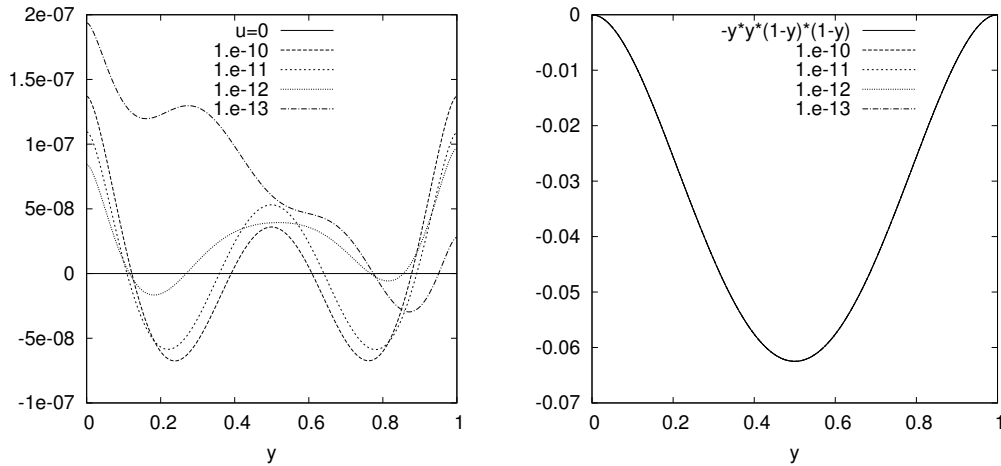 2e-07
1.5e-07
1e-07
5e-08
0
-5e-08
-1e-07
0
0.2
0.4
0.6
0.8
1
y
u=0
1.e-10
1.e-11
1.e-12
1.e-13
0
-0.01
-0.02
-0.03
-0.04
-0.05
-0.06
-0.07
0
0.2
0.4
0.6
0.8
1
y
-y*y*(1-y)*(1-y)
1.e-10
1.e-11
1.e-12
1.e-13